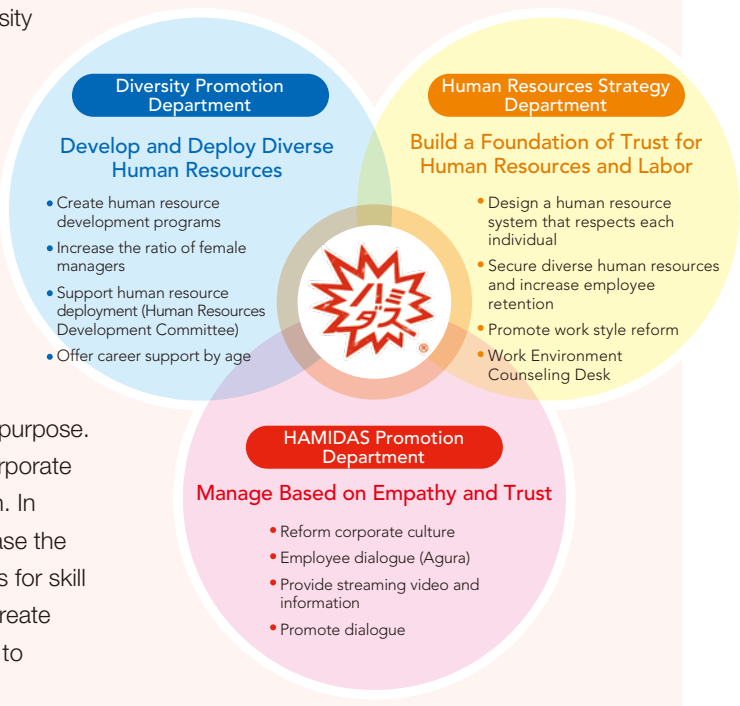 sity
Diversity Promotion
Department
Develop and Deploy Diverse
Human Resources
• Create human resource
development programs
• Increase the ratio of female
managers
• Support human resource
deployment (Human Resources
Development Committee)
• Offer career support by age
Human Resources Strategy
Department
Build a Foundation of Trust for
Human Resources and Labor
• Design a human resource
system that respects each
individual
• Secure diverse human resources
and increase employee
retention
• Promote work style reform
• Work Environment
Counseling Desk
ハミ
ダス
®
purpose.
rporate
n. In
ase the
s for skill
reate
to
HAMIDAS Promotion
Department
Manage Based on Empathy and Trust
• Reform corporate culture
• Employee dialogue (Agura)
• Provide streaming video and
information
• Promote dialogue